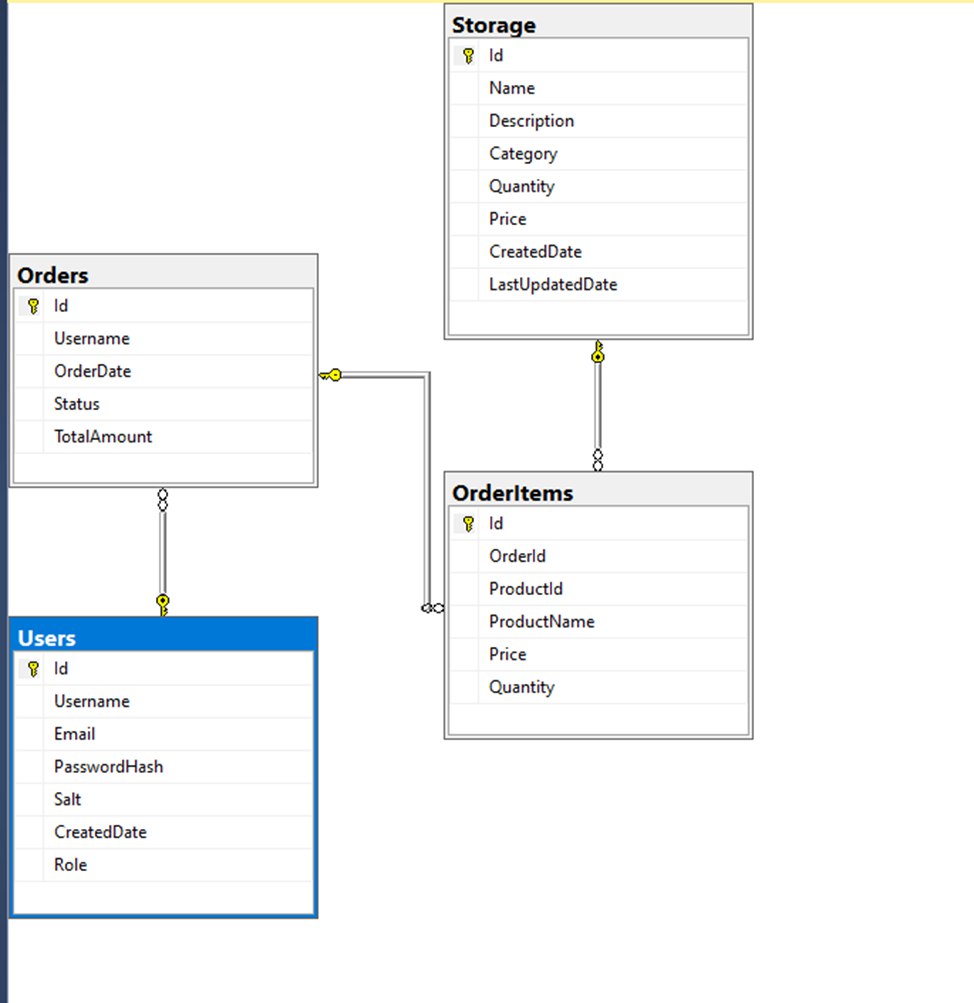 Storage
Id
Name
Description
Category
Quantity
Price
CreatedDate
LastUpdatedDate
Orders
Id
Username
OrderDate
Status
TotalAmount
OrderItems
Id
OrderId
ProductId
ProductName
Price
Quantity
Users
Id
Username
Email
PasswordHash
Salt
CreatedDate
Role